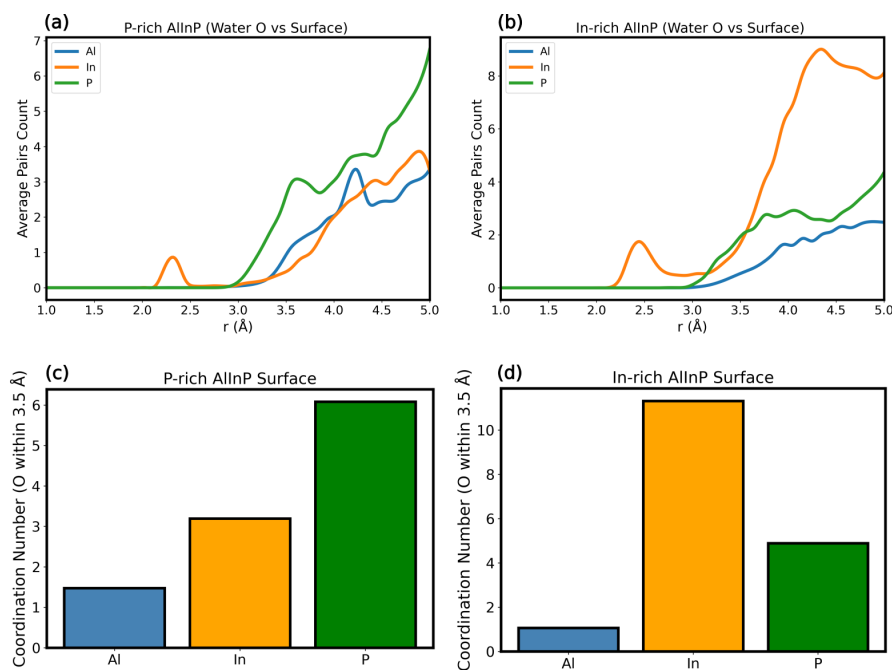 (a)
P-rich AlInP (Water O vs Surface)
Al
In
P
Average Pairs Count
7
6
5
4
3
2
1
0
1.0 1.5 2.0 2.5 3.0 3.5 4.0 4.5 5.0
r (Å)
(b)
In-rich AlInP (Water O vs Surface)
Al
In
P
Average Pairs Count
8
6
4
2
0
1.0 1.5 2.0 2.5 3.0 3.5 4.0 4.5 5.0
r (Å)
(c)
P-rich AlInP Surface
Coordination Number (O within 3.5 Å)
6
5
4
3
2
1
0
Al In P
(d)
In-rich AlInP Surface
Coordination Number (O within 3.5 Å)
10
8
6
4
2
0
Al In P